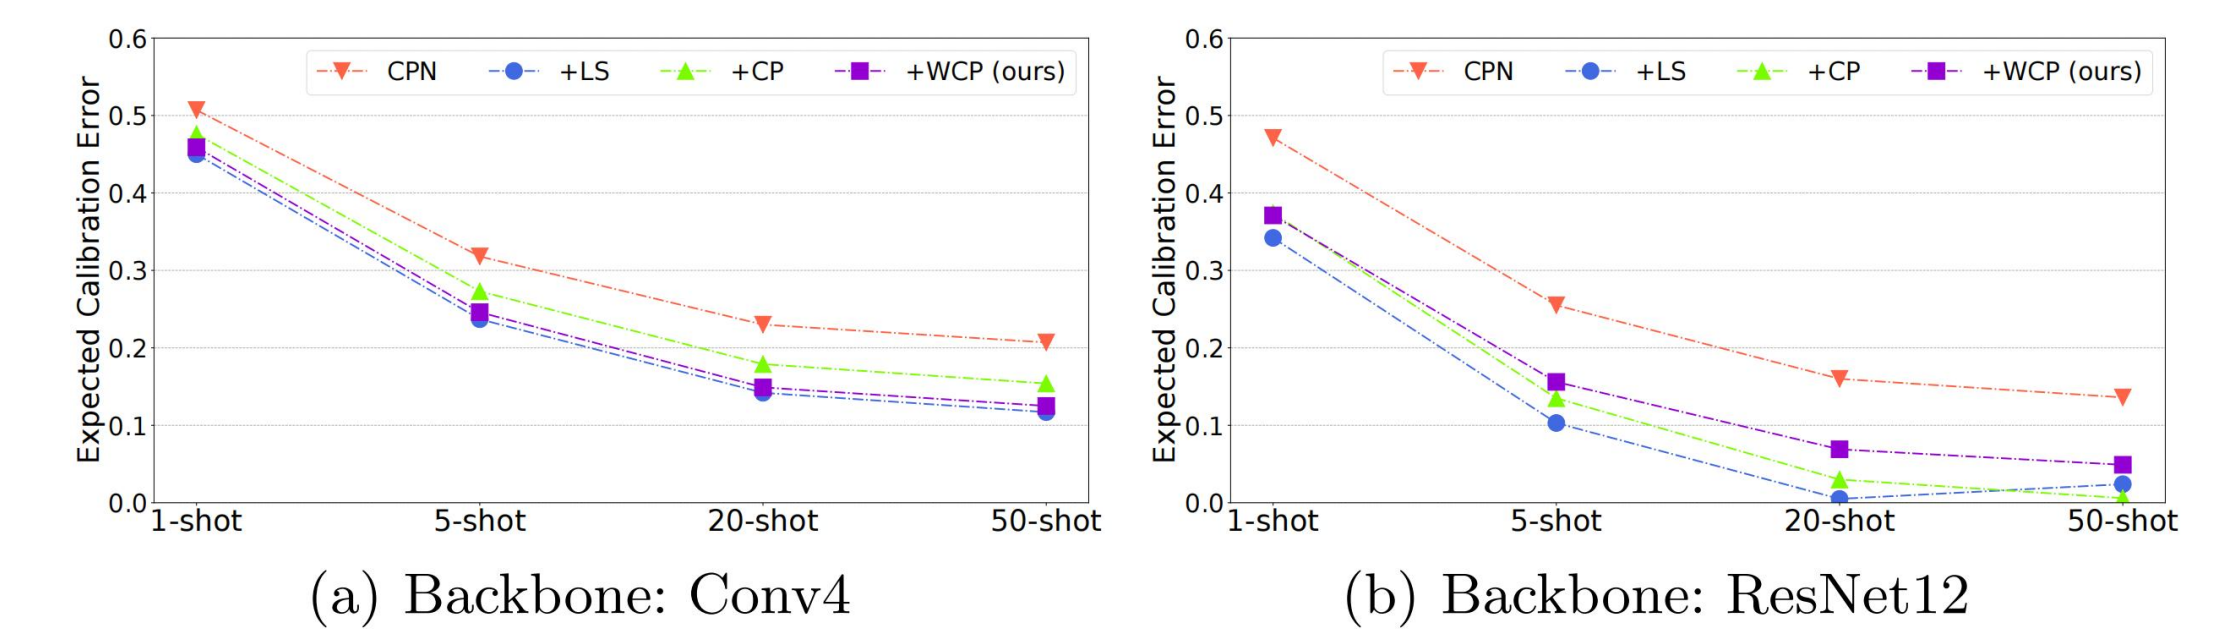 Expected Calibration Error
0.6
0.5
0.4
0.3
0.2
0.1
0.0
CPN +LS +CP +WCP (ours)
1-shot 5-shot 20-shot 50-shot
(a) Backbone: Conv4
Expected Calibration Error
0.6
0.5
0.4
0.3
0.2
0.1
0.0
CPN +LS +CP +WCP (ours)
1-shot 5-shot 20-shot 50-shot
(b) Backbone: ResNet12